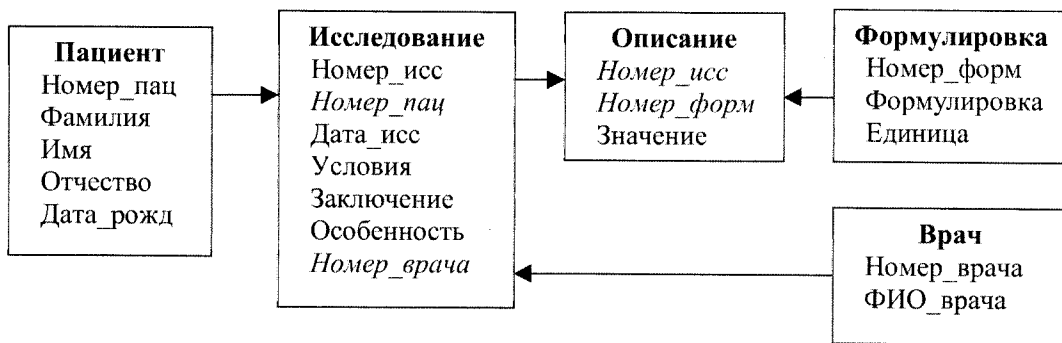 Пациент
Номер_пац
Фамилия
Имя
Отчество
Дата_рожд
Исследование
Номер_исс
Номер_пац
Дата_исс
Условия
Заключение
Особенность
Номер_врача
Описание
Номер_исс
Номер_форм
Значение
Формулировка
Номер_форм
Формулировка
Единица
Врач
Номер_врача
ФИО_врача